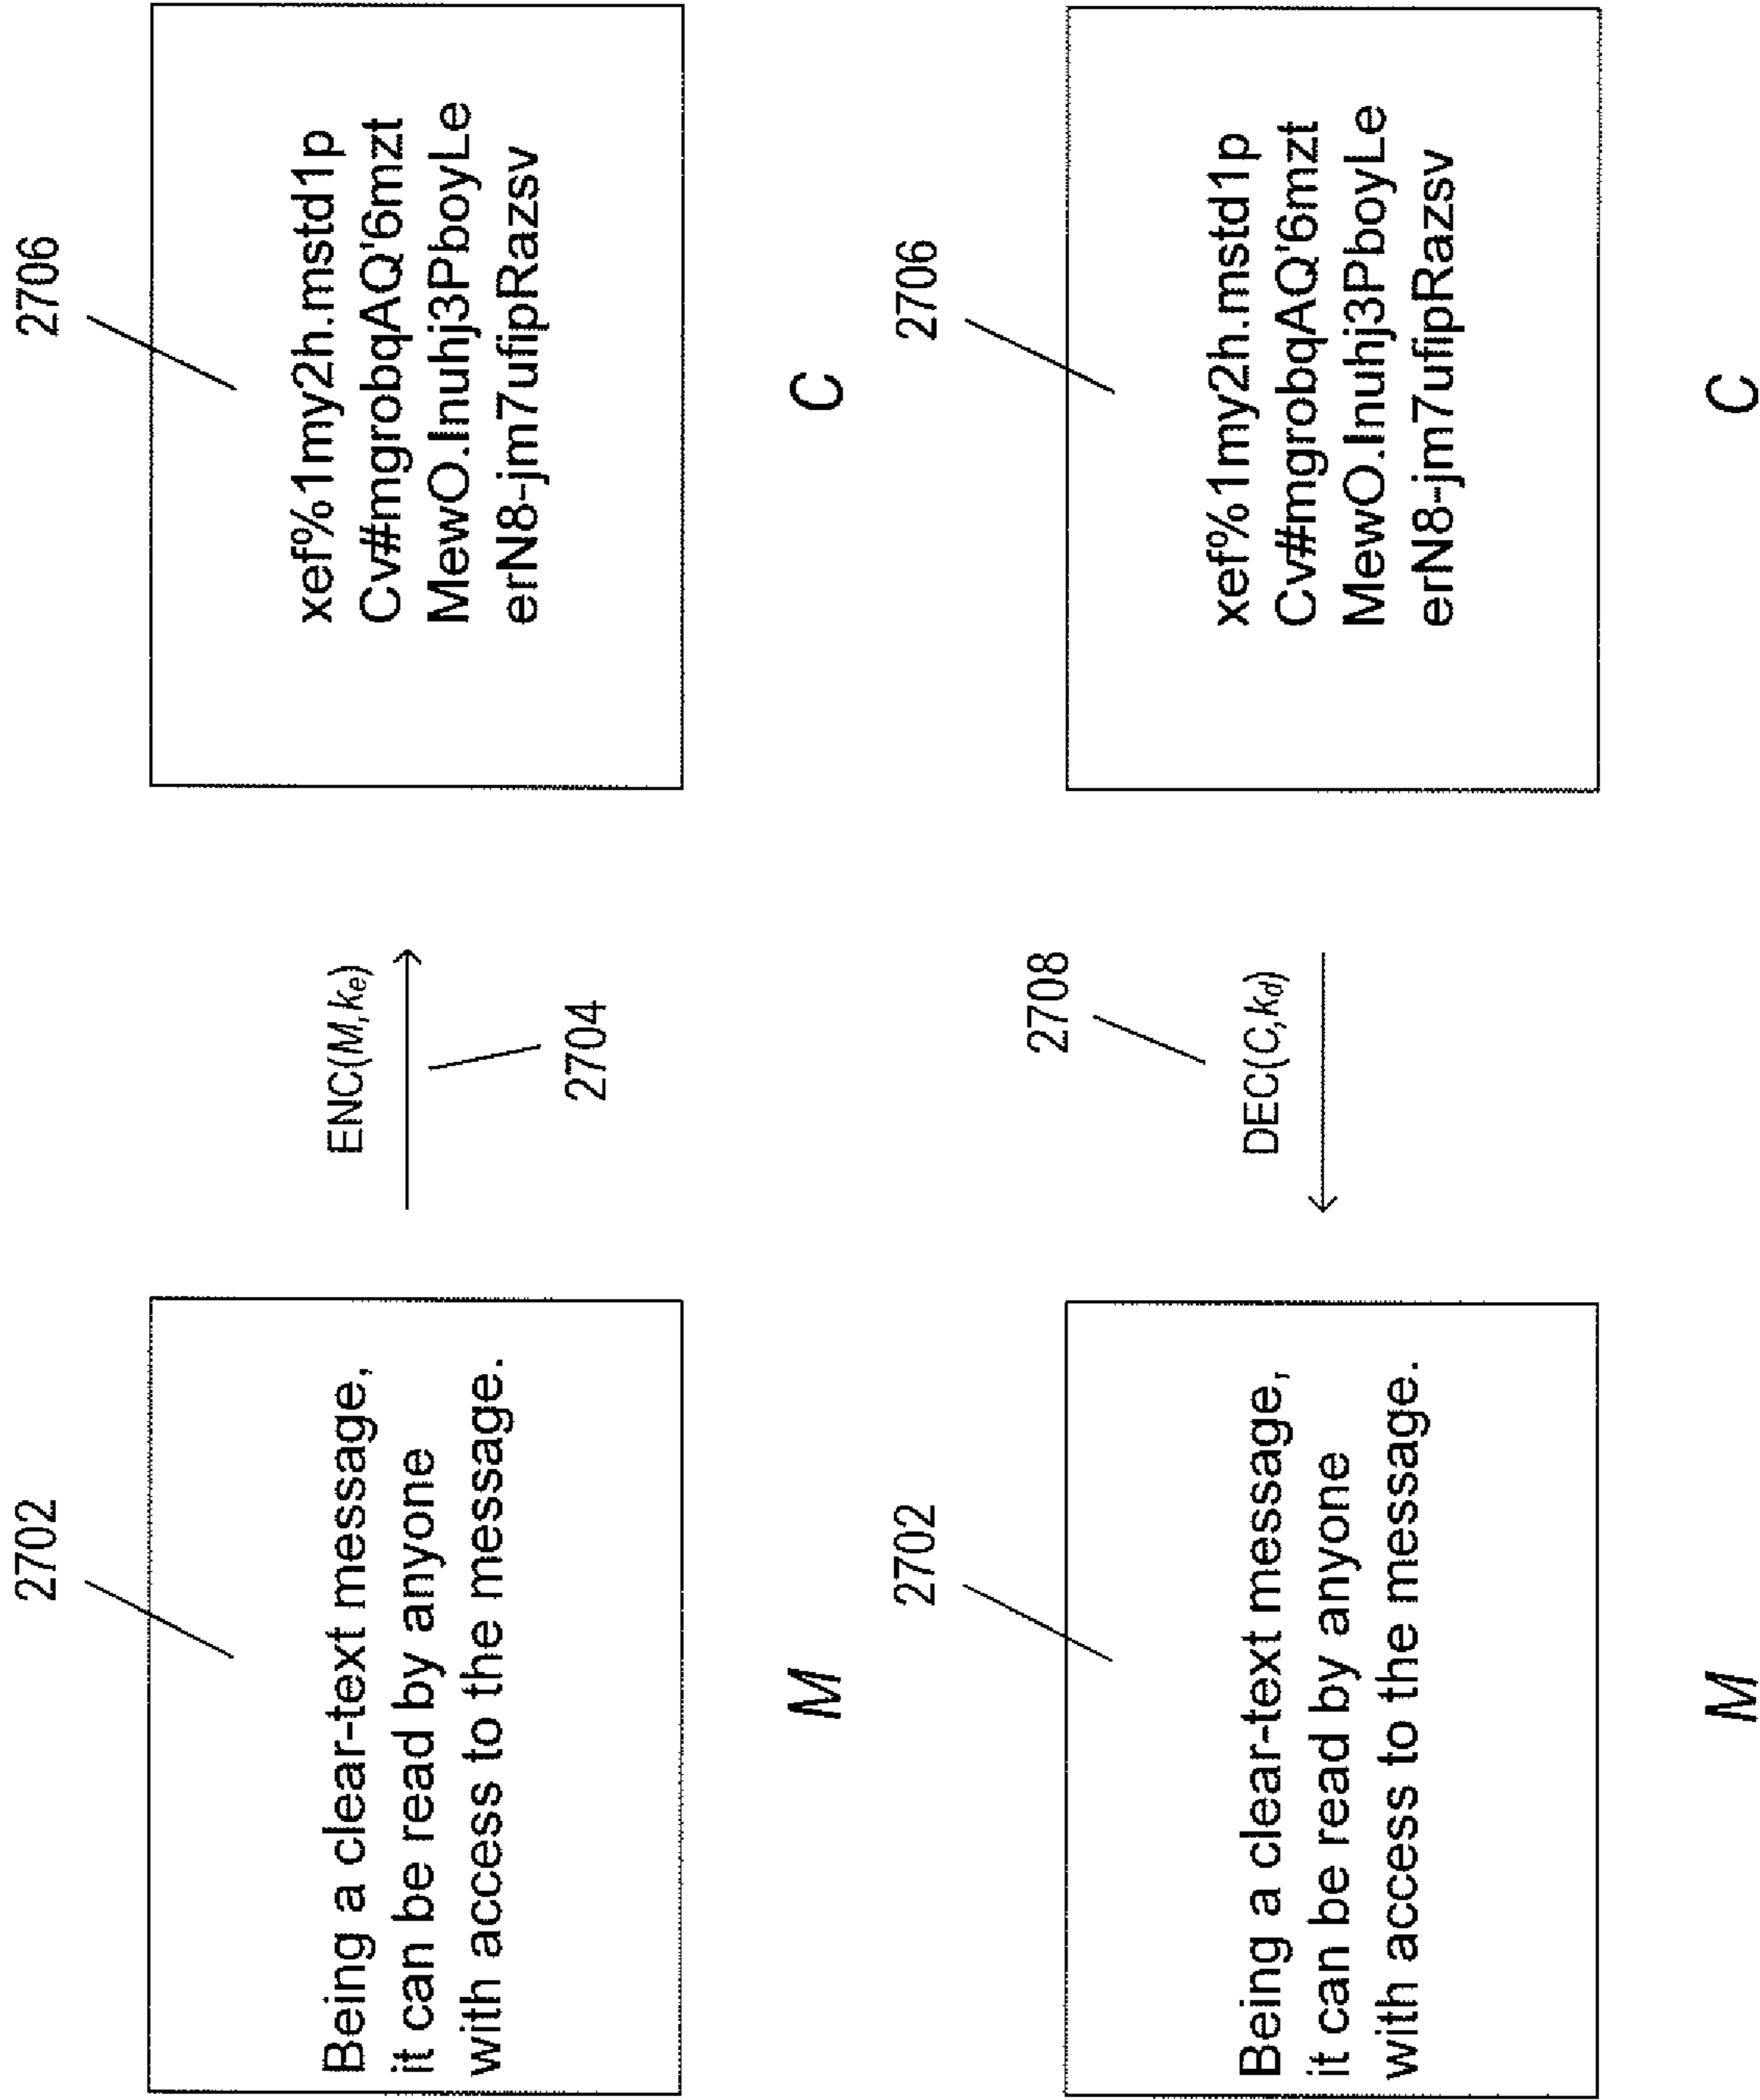 2702
2706
Being a clear-text message,
it can be read by anyone
with access to the message.
ENC(M,ke)
2704
xef%1my2h.mstd1p
Cv#mgrobqAQ'6mzt
MewO.Inuhj3PboyLe
erN8-jm7ufipRazsv
M
C
2702
2708
2706
Being a clear-text message,
it can be read by anyone
with access to the message.
DEC(C,kd)
xef%1my2h.mstd1p
Cv#mgrobqAQ'6mzt
MewO.Inuhj3PboyLe
erN8-jm7ufipRazsv
M
C